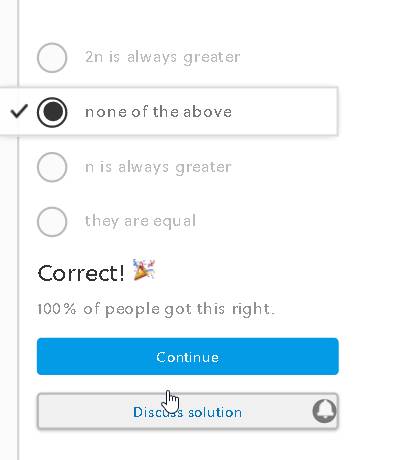 2n is always greater
none of the above
n is always greater
they are equal
Correct! 🎉
100% of people got this right.
Continue
Discuss solution